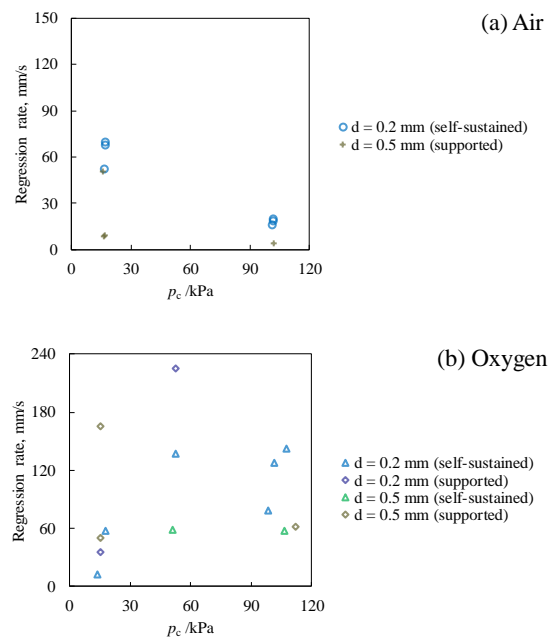 (a) Air
150
120
90
60
30
0
Regression rate, mm/s
0 30 60 90 120
p_c /kPa
d = 0.2 mm (self-sustained)
d = 0.5 mm (supported)
(b) Oxygen
240
180
120
60
0
Regression rate, mm/s
0 30 60 90 120
p_c /kPa
d = 0.2 mm (self-sustained)
d = 0.2 mm (supported)
d = 0.5 mm (self-sustained)
d = 0.5 mm (supported)